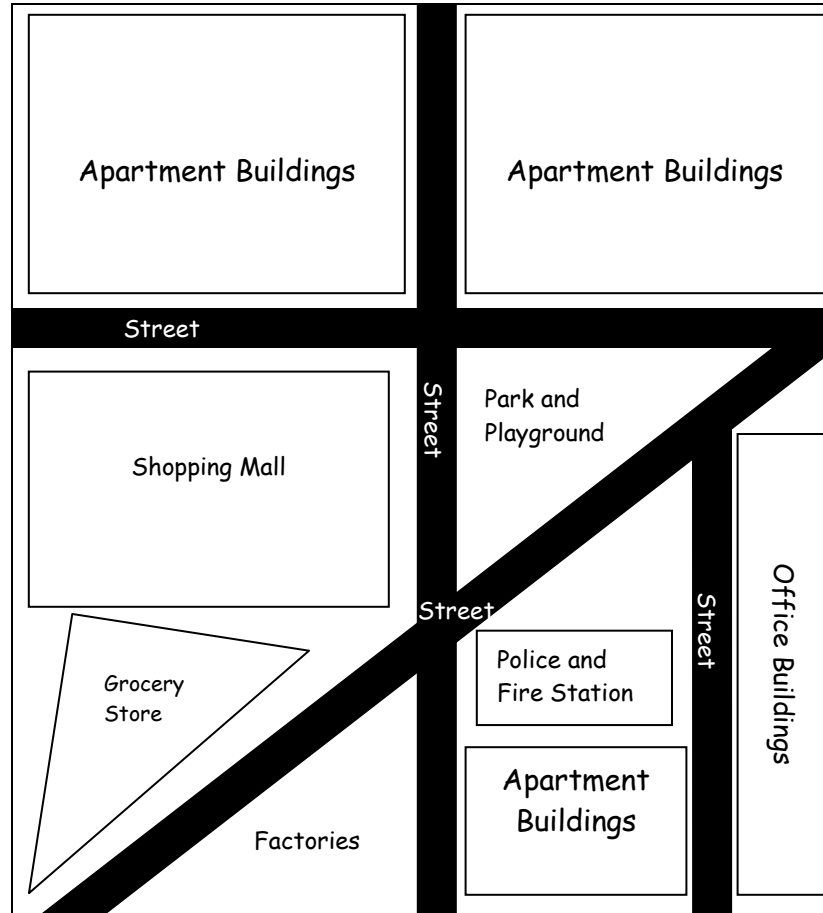 Apartment Buildings
Apartment Buildings
Street
Street
Park and
Playground
Shopping Mall
Street
Street
Office Buildings
Police and
Fire Station
Grocery
Store
Apartment
Buildings
Factories